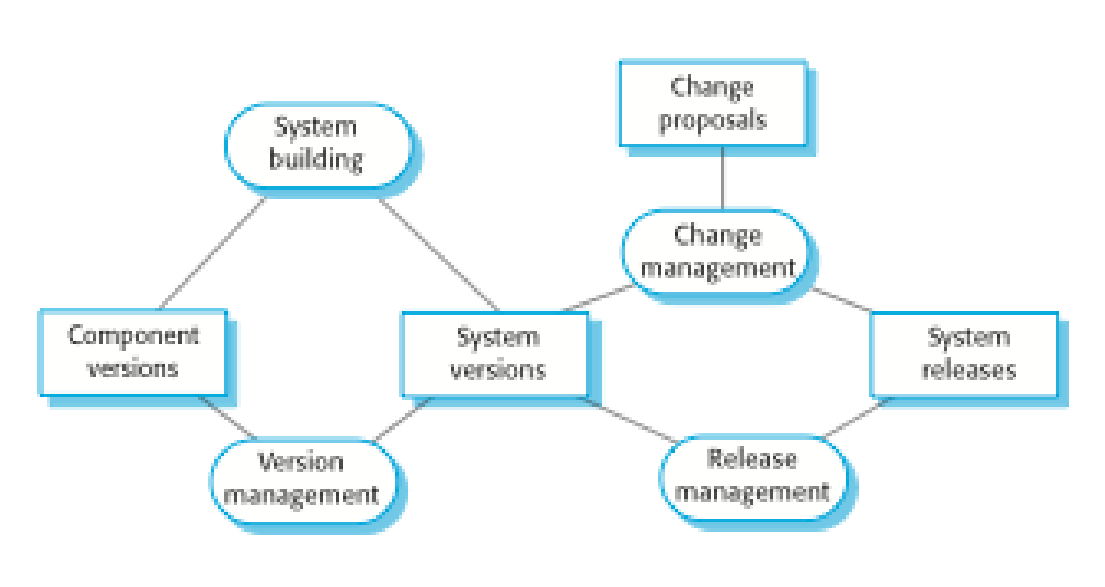 Change
proposals
System
building
Change
management
Component
versions
System
versions
System
releases
Version
management
Release
management